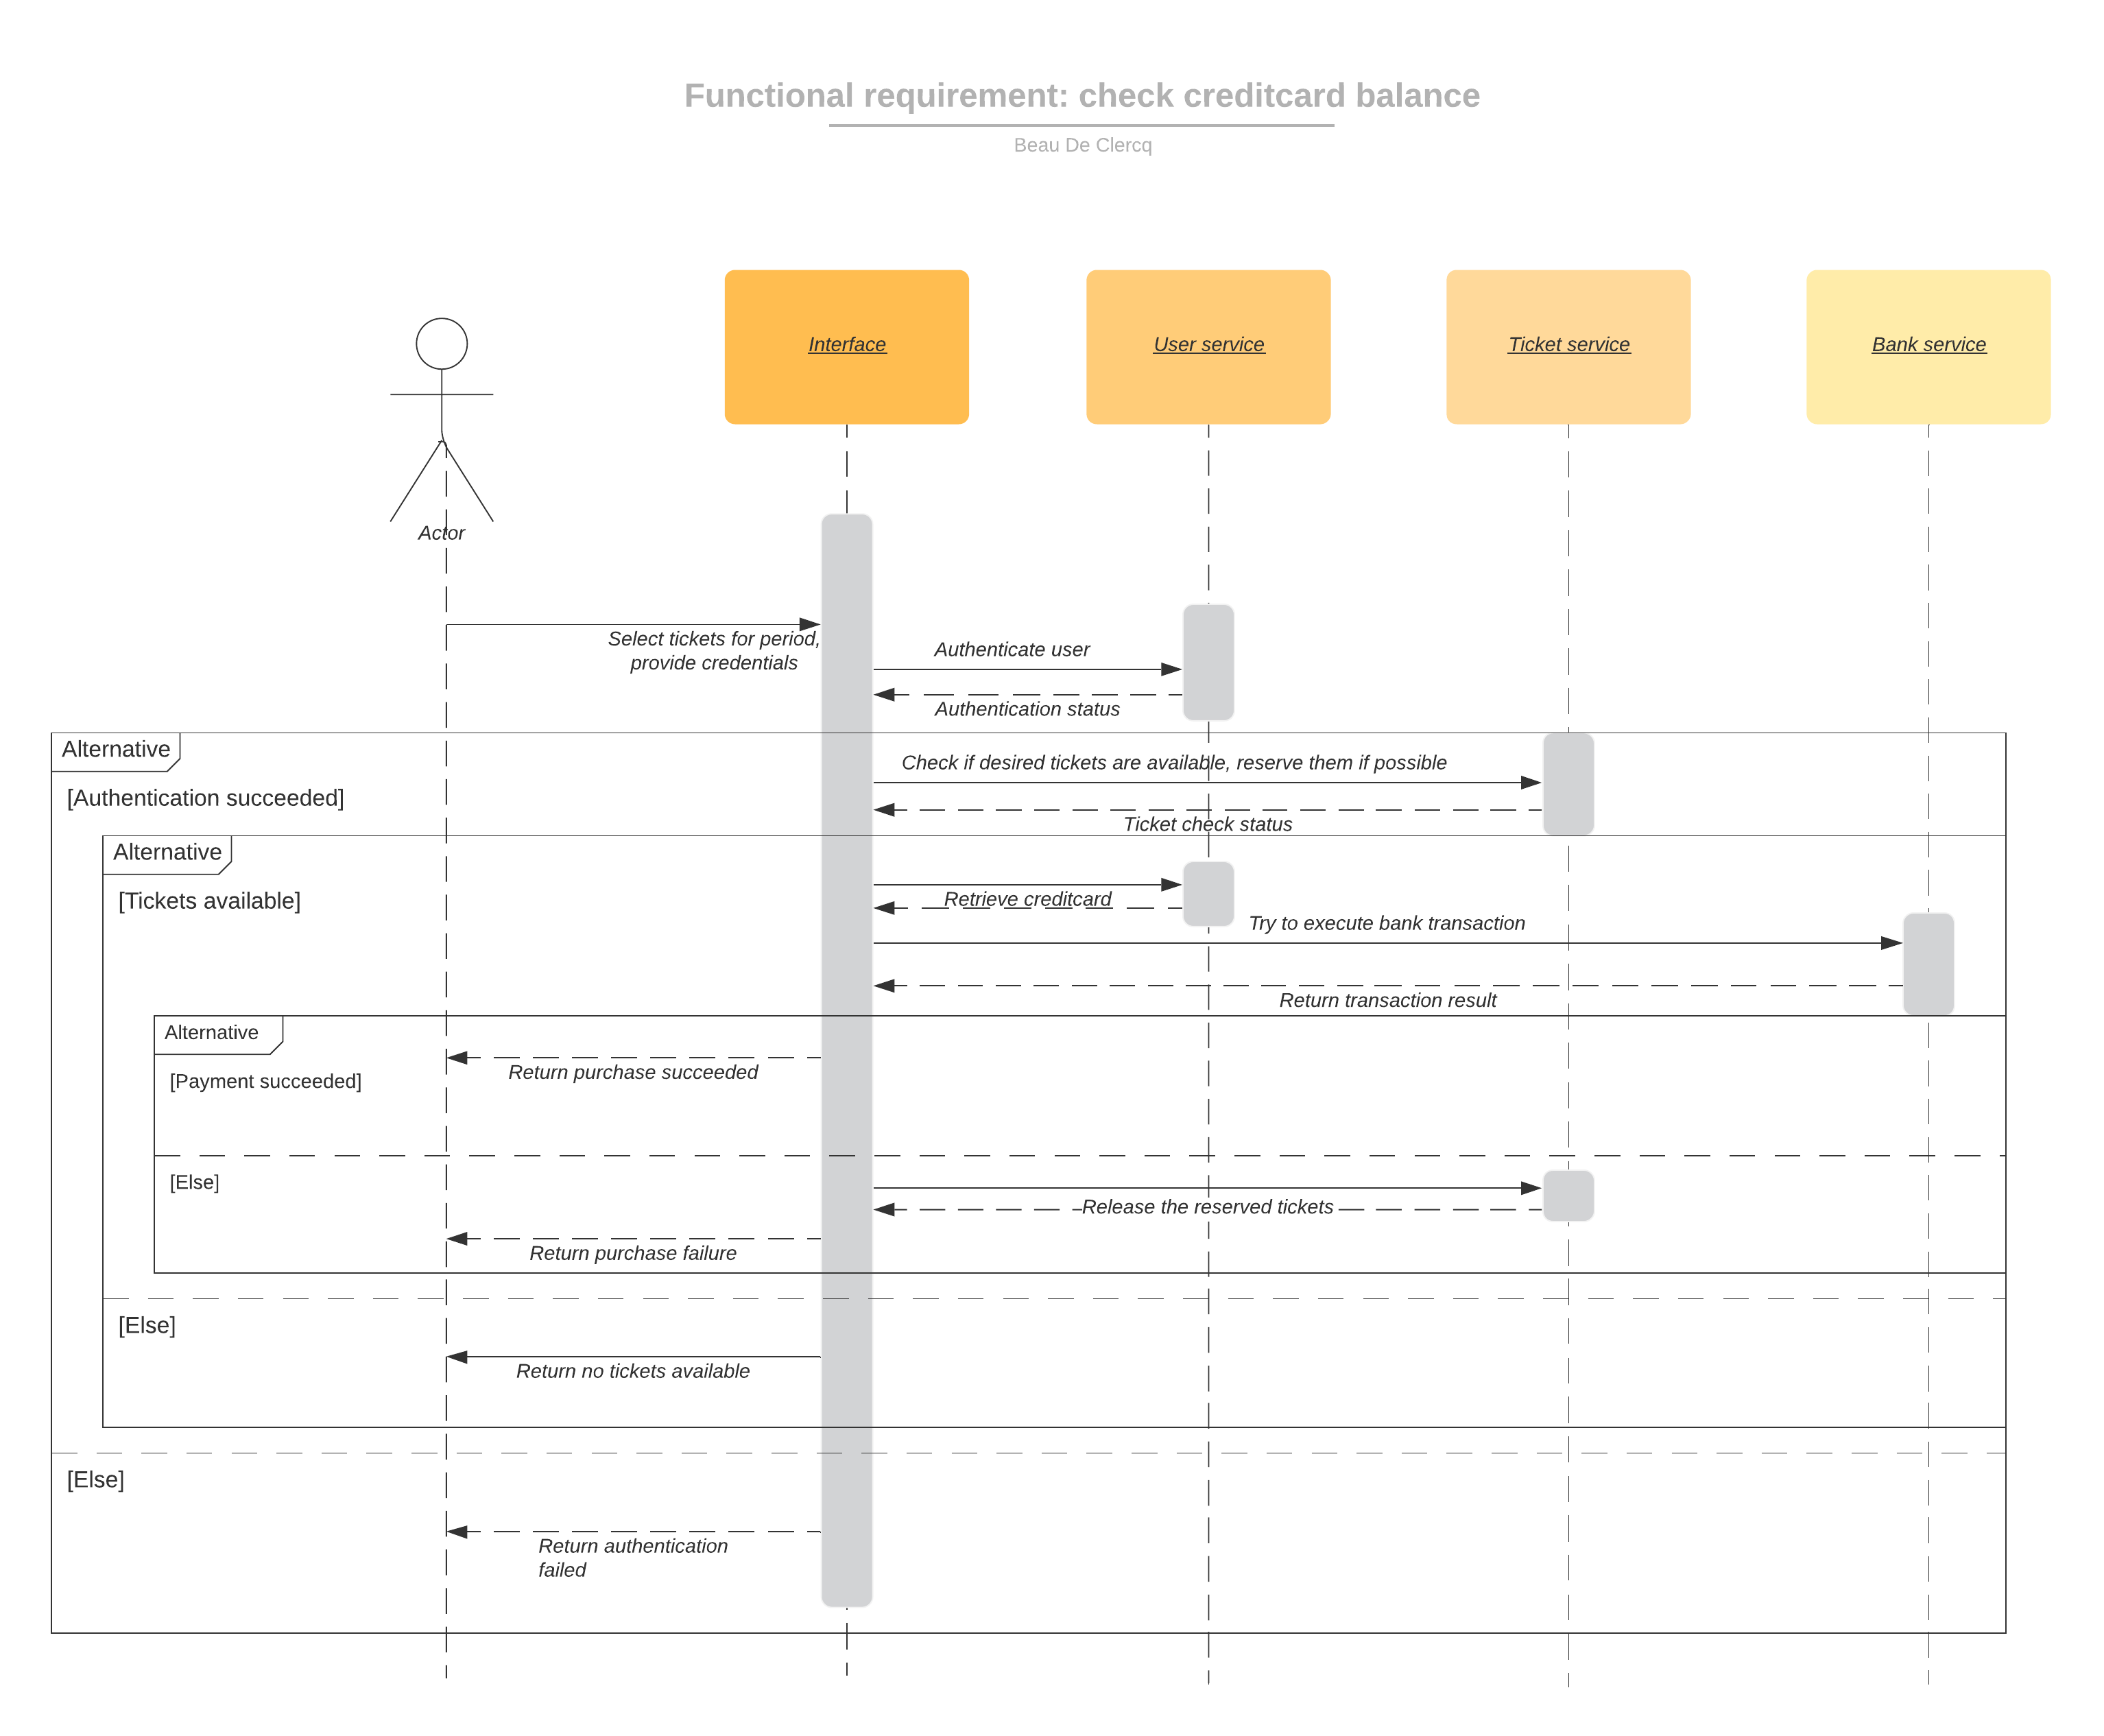 Functional requirement: check creditcard balance
Beau De Clercq
Interface
User service
Ticket service
Bank service
Actor
Select tickets for period,
provide credentials
Authenticate user
Authentication status
Alternative
Check if desired tickets are available, reserve them if possible
[Authentication succeeded]
Ticket check status
Alternative
[Tickets available]
Retrieve creditcard
Try to execute bank transaction
Return transaction result
Alternative
Return purchase succeeded
[Payment succeeded]
[Else]
Release the reserved tickets
Return purchase failure
[Else]
Return no tickets available
[Else]
Return authentication
failed